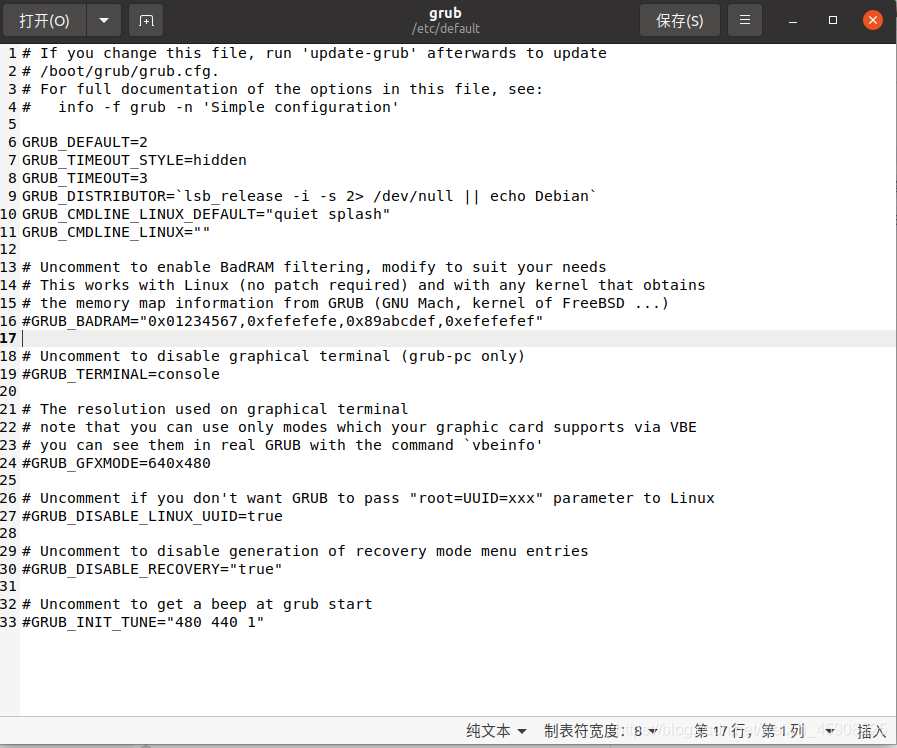 打开(O)
grub
/etc/default
保存(S)
1 # If you change this file, run 'update-grub' afterwards to update
2 # /boot/grub/grub.cfg.
3 # For full documentation of the options in this file, see:
4 #   info -f grub -n 'Simple configuration'
5
6 GRUB_DEFAULT=2
7 GRUB_TIMEOUT_STYLE=hidden
8 GRUB_TIMEOUT=3
9 GRUB_DISTRIBUTOR=`lsb_release -i -s 2> /dev/null || echo Debian`
10 GRUB_CMDLINE_LINUX_DEFAULT="quiet splash"
11 GRUB_CMDLINE_LINUX=""
12
13 # Uncomment to enable BadRAM filtering, modify to suit your needs
14 # This works with Linux (no patch required) and with any kernel that obtains
15 # the memory map information from GRUB (GNU Mach, kernel of FreeBSD ...)
16 #GRUB_BADRAM="0x01234567,0xfefefefe,0x89abcdef,0xefefefef"
17
18 # Uncomment to disable graphical terminal (grub-pc only)
19 #GRUB_TERMINAL=console
20
21 # The resolution used on graphical terminal
22 # note that you can use only modes which your graphic card supports via VBE
23 # you can see them in real GRUB with the command `vbeinfo'
24 #GRUB_GFXMODE=640x480
25
26 # Uncomment if you don't want GRUB to pass "root=UUID=xxx" parameter to Linux
27 #GRUB_DISABLE_LINUX_UUID=true
28
29 # Uncomment to disable generation of recovery mode menu entries
30 #GRUB_DISABLE_RECOVERY="true"
31
32 # Uncomment to get a beep at grub start
33 #GRUB_INIT_TUNE="480 440 1"
纯文本 制表符宽度：8 第 17 行，第 1 列 插入